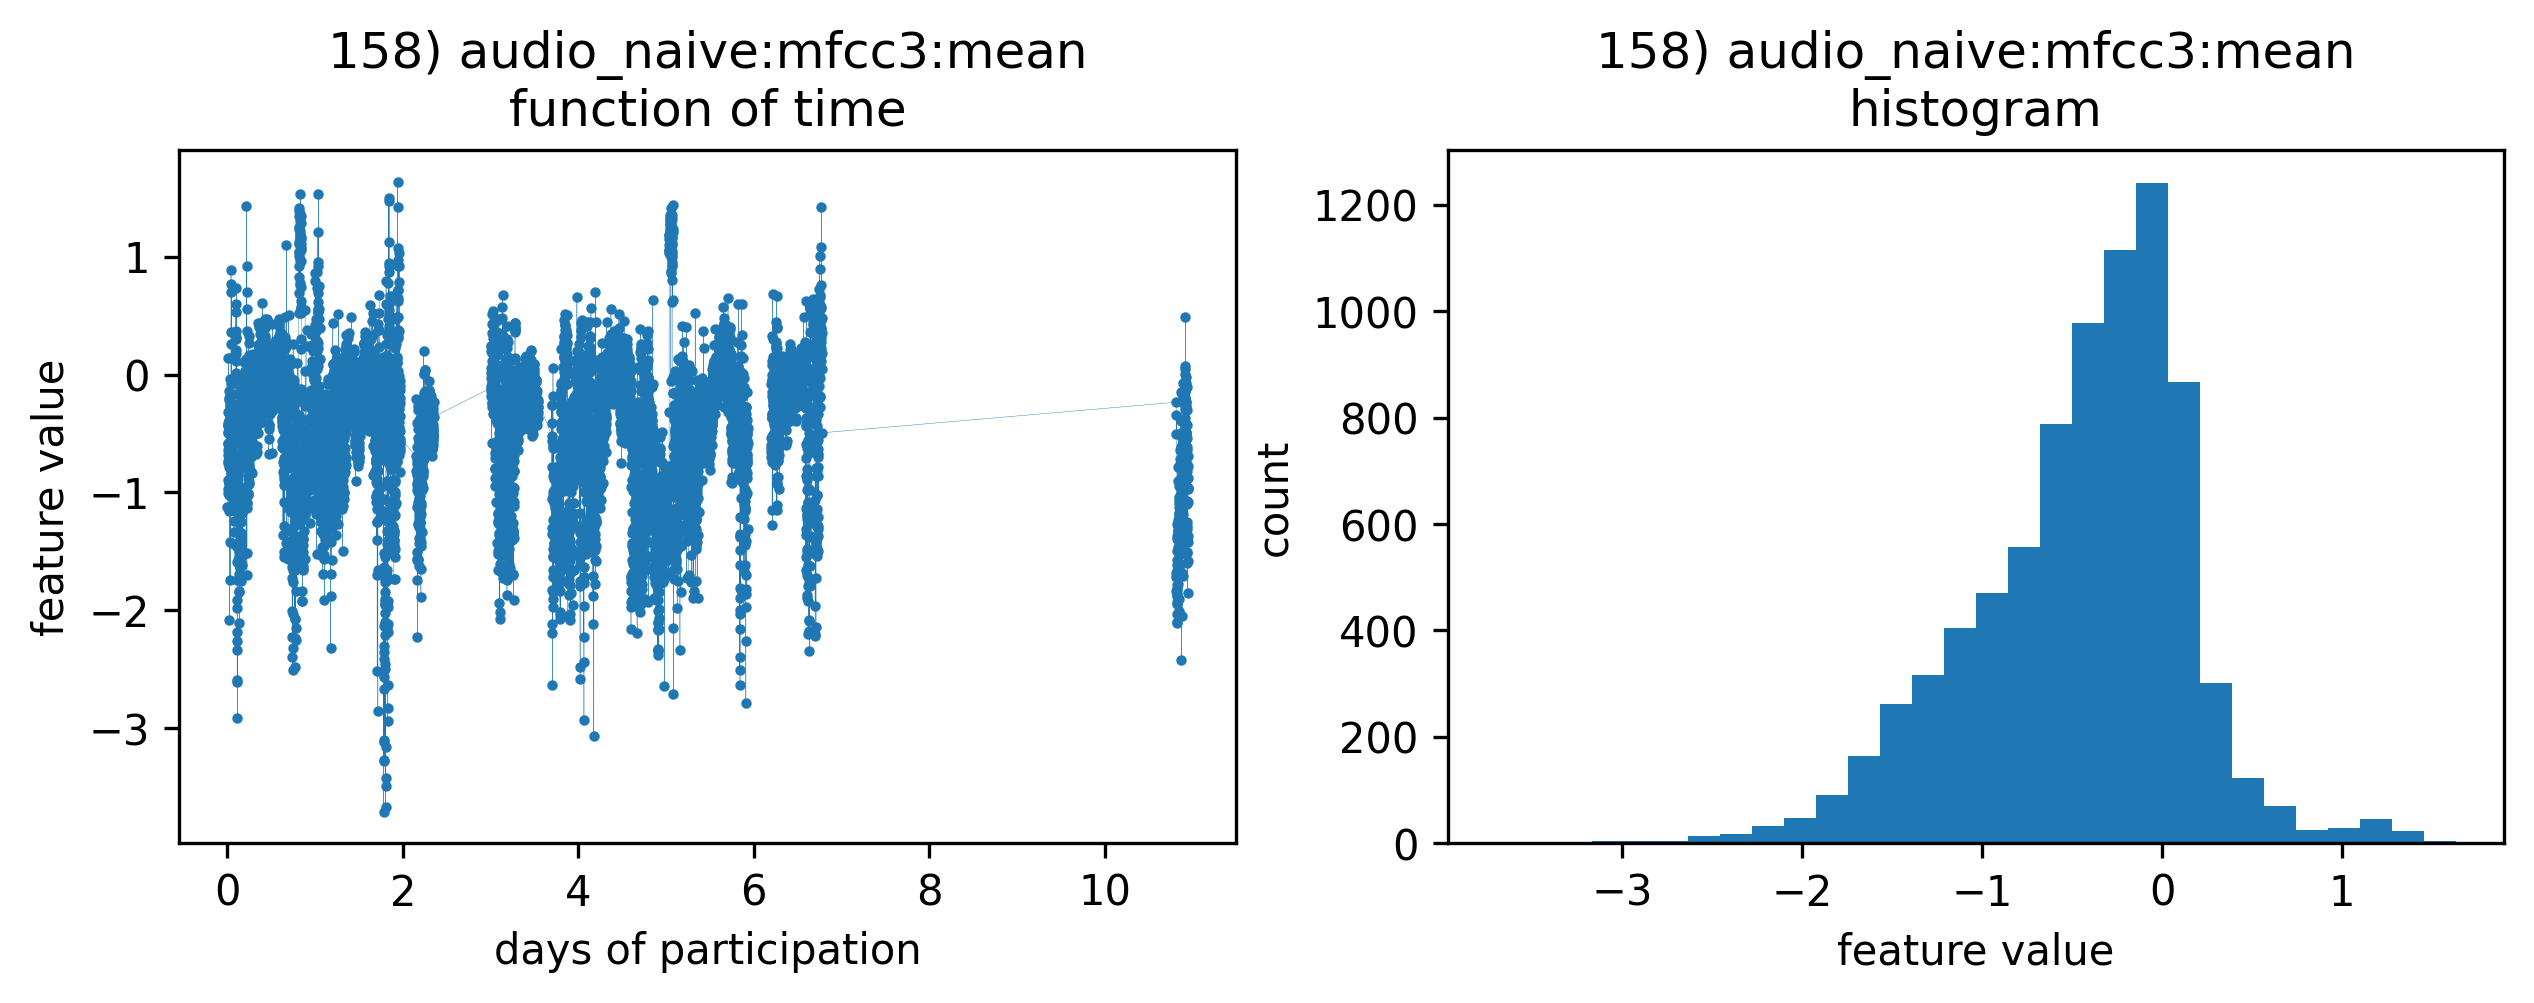 158) audio_naive:mfcc3:mean
function of time
1
0
−1
−2
−3
feature value
0
2
4
6
8
10
days of participation
158) audio_naive:mfcc3:mean
histogram
1200
1000
800
600
400
200
0
count
−3
−2
−1
0
1
feature value